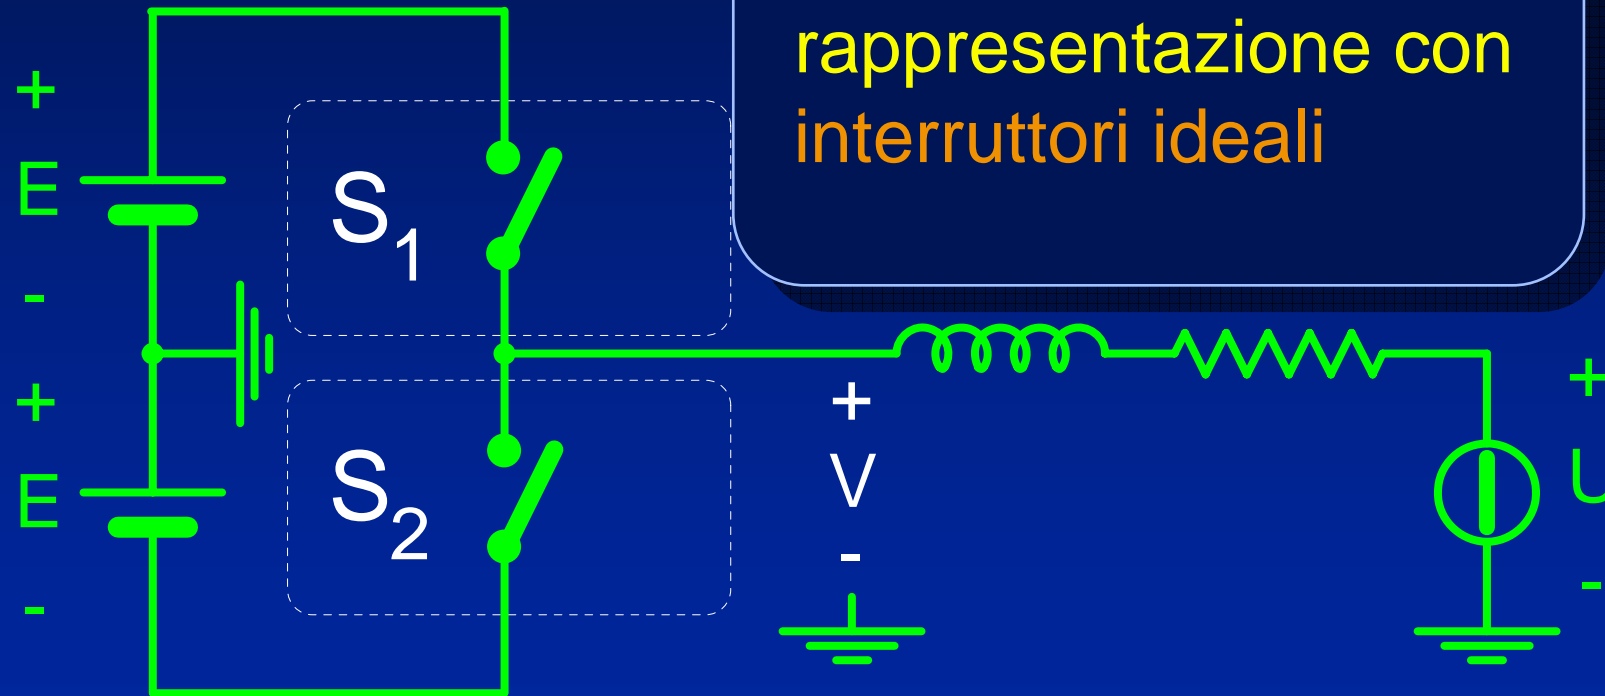 rappresentazione con
interruttori ideali
+
E
-
S1
+
E
-
S2
+
V
-
+
U
-